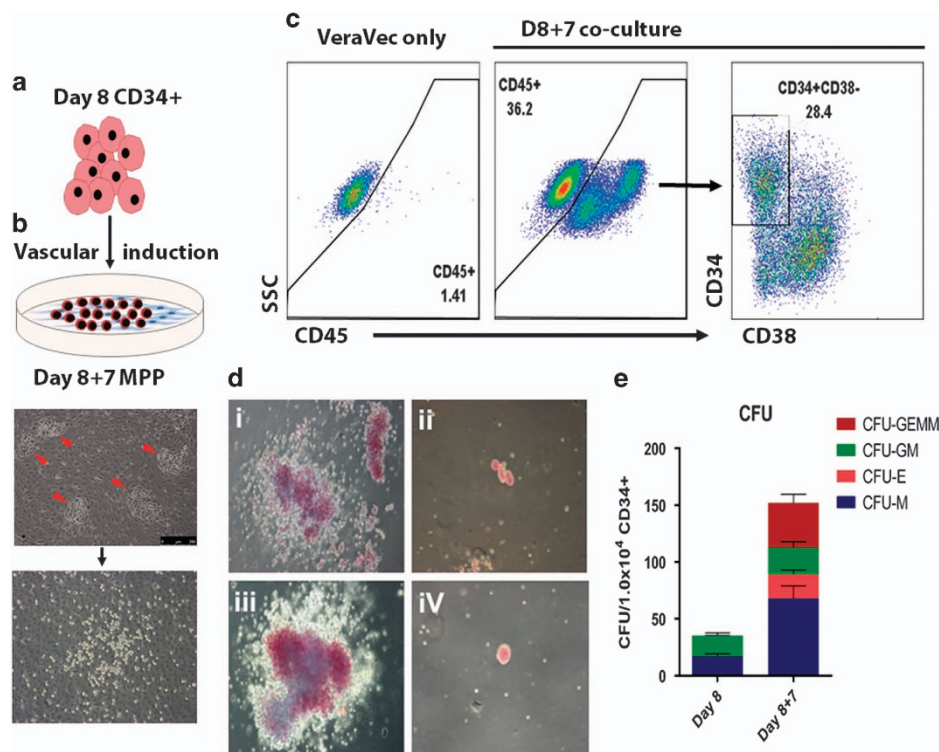 a
Day 8 CD34+
b
Vascular induction
Day 8+7 MPP
c
VeraVec only
D8+7 co-culture
CD45+
1.41
CD45+
36.2
CD34+CD38-
28.4
SSC
CD45
CD34
CD38
d
i
ii
iii
iV
e
CFU
CFU/1.0x10⁴ CD34+
200
150
100
50
0
Day 8
Day 8+7
CFU-GEMM
CFU-GM
CFU-E
CFU-M